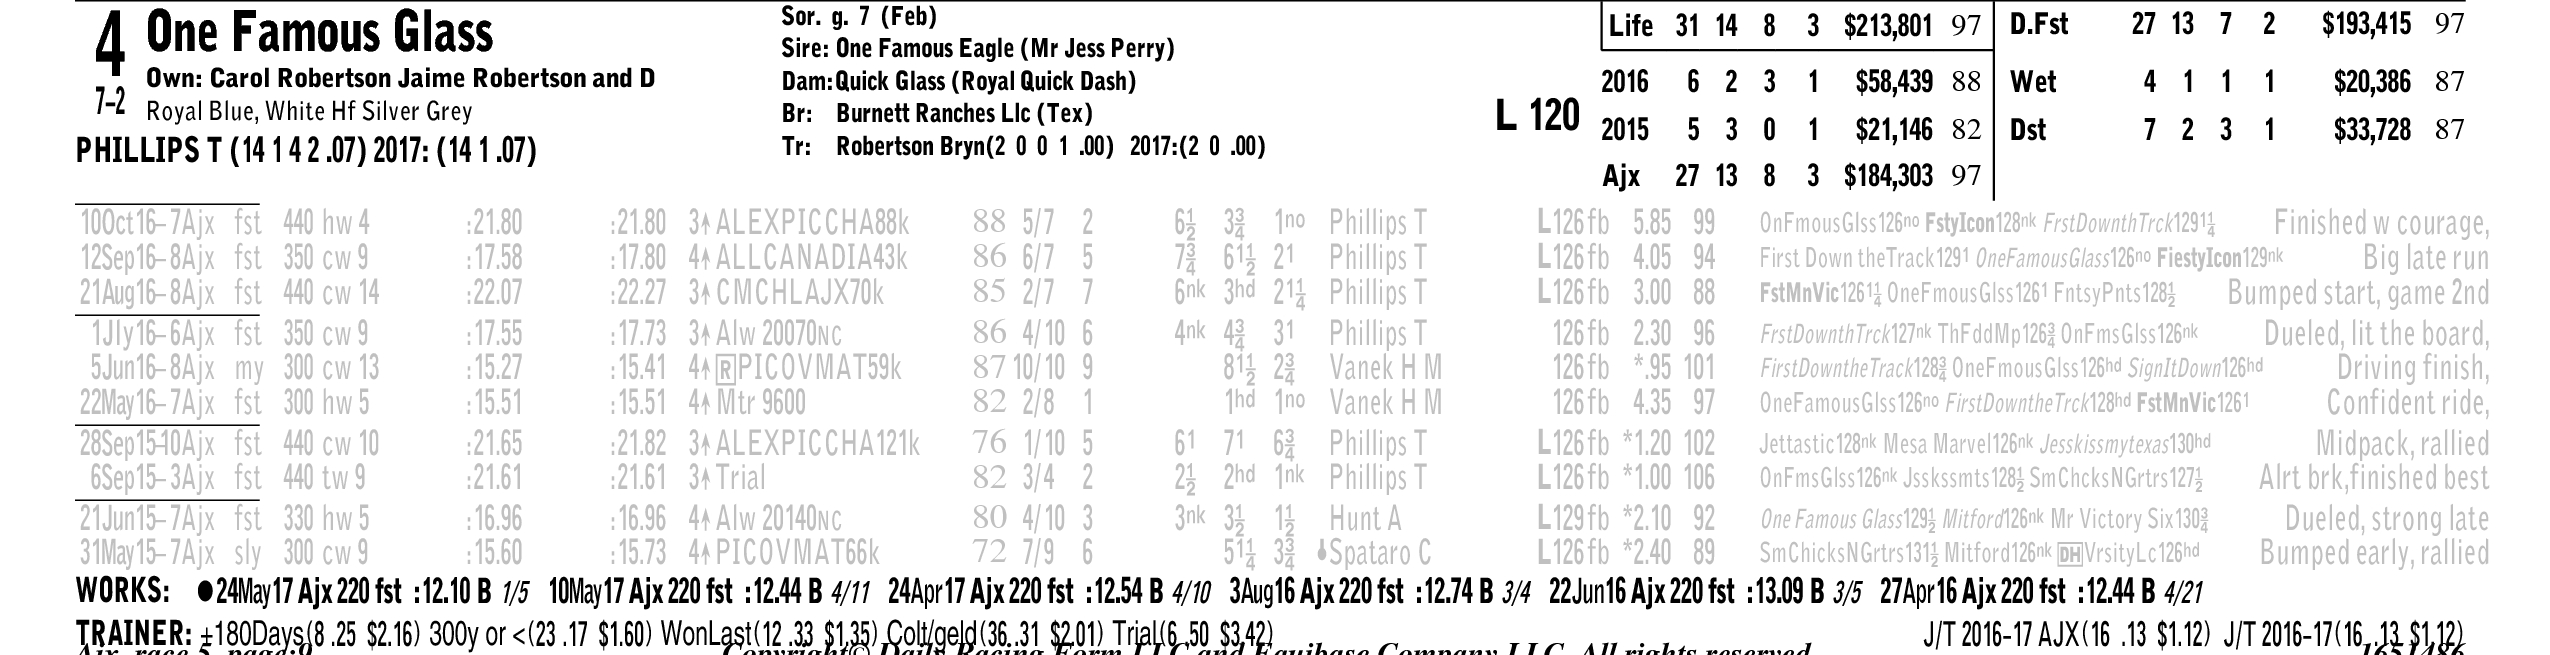 4 One Famous Glass
Own: Carol Robertson Jaime Robertson and D
7–2 Royal Blue, White Hf Silver Grey
PHILLIPS T (14 1 4 2 .07) 2017: (14 1 .07)
Sor. g. 7 (Feb)
Sire: One Famous Eagle (Mr Jess Perry)
Dam: Quick Glass (Royal Quick Dash)
Br: Burnett Ranches Llc (Tex)
Tr: Robertson Bryn(2 0 0 1 .00) 2017:(2 0 .00)
L 120
Life 31 14 8 3 $213,801 97
2016 6 2 3 1 $58,439 88
2015 5 3 0 1 $21,146 82
Ajx 27 13 8 3 $184,303 97
D.Fst 27 13 7 2 $193,415 97
Wet 4 1 1 1 $20,386 87
Dst 7 2 3 1 $33,728 87
10Oct16–7Ajx fst 440 hw 4 :21.80 :21.80 3↑ ALEXPICCHA88k 88 5/7 2 6½ 3¾ 1no Phillips T L126fb 5.85 99 OnFmousGlss126no FstyIcon128nk FrstDownthTrck1291¼ Finished w courage,
12Sep16–8Ajx fst 350 cw 9 :17.58 :17.80 4↑ ALLCANADIA43k 86 6/7 5 7¾ 61½ 21 Phillips T L126fb 4.05 94 First Down theTrack1291 OneFamousGlass126no FiestyIcon129nk Big late run
21Aug16–8Ajx fst 440 cw 14 :22.07 :22.27 3↑ CMCHLAJX70k 85 2/7 7 6nk 3hd 21¼ Phillips T L126fb 3.00 88 FstMnVic1261¼ OneFmousGlss1261 FntsyPnts128½ Bumped start, game 2nd
1Jly16–6Ajx fst 350 cw 9 :17.55 :17.73 3↑ Alw 20070NC 86 4/10 6 4nk 4¾ 31 Phillips T 126fb 2.30 96 FrstDownthTrck127nk ThFddMp126¾ OnFmsGlss126nk Dueled, lit the board,
5Jun16–8Ajx my 300 cw 13 :15.27 :15.41 4↑ R PICOVMAT59k 87 10/10 9 81½ 2¾ Vanek H M 126fb *.95 101 FirstDowntheTrack128¾ OneFmousGlss126hd SignItDown126hd Driving finish,
22May16–7Ajx fst 300 hw 5 :15.51 :15.51 4↑ Mtr 9600 82 2/8 1 1hd 1no Vanek H M 126fb 4.35 97 OneFamousGlss126no FirstDowntheTrck128hd FstMnVic1261 Confident ride,
28Sep15–10Ajx fst 440 cw 10 :21.65 :21.82 3↑ ALEXPICCHA121k 76 1/10 5 61 71 6¾ Phillips T L126fb *1.20 102 Jettastic128nk Mesa Marvel126nk Jesskissmytexas130hd Midpack, rallied
6Sep15–3Ajx fst 440 tw 9 :21.61 :21.61 3↑ Trial 82 3/4 2 2½ 2hd 1nk Phillips T L126fb *1.00 106 OnFmsGlss126nk Jsskssmts128½ SmChcksNGrtrs127½ Alrt brk,finished best
21Jun15–7Ajx fst 330 hw 5 :16.96 :16.96 4↑ Alw 20140NC 80 4/10 3 3nk 3½ 1½ Hunt A L129fb *2.10 92 One Famous Glass129½ Mitford126nk Mr Victory Six130¾ Dueled, strong late
31May15–7Ajx sly 300 cw 9 :15.60 :15.73 4↑ PICOVMAT66k 72 7/9 6 51¼ 3¾ Spataro C L126fb *2.40 89 SmChicksNGrtrs131½ Mitford126nk DH VrsityLc126hd Bumped early, rallied
WORKS: ●24May17 Ajx 220 fst :12.10 B 1/5 10May17 Ajx 220 fst :12.44 B 4/11 24Apr17 Ajx 220 fst :12.54 B 4/10 3Aug16 Ajx 220 fst :12.74 B 3/4 22Jun16 Ajx 220 fst :13.09 B 3/5 27Apr16 Ajx 220 fst :12.44 B 4/21
TRAINER: ±180Days(8 .25 $2.16) 300y or <(23 .17 $1.60) WonLast(12 .33 $1.35) Colt/geld(36 .31 $2.01) Trial(6 .50 $3.42) J/T 2016-17 AJX(16 .13 $1.12) J/T 2016-17(16 .13 $1.12)
Ajx race 5, page:9 Copyright© Daily Racing Form LLC and Equibase Company LLC. All rights reserved 1651486